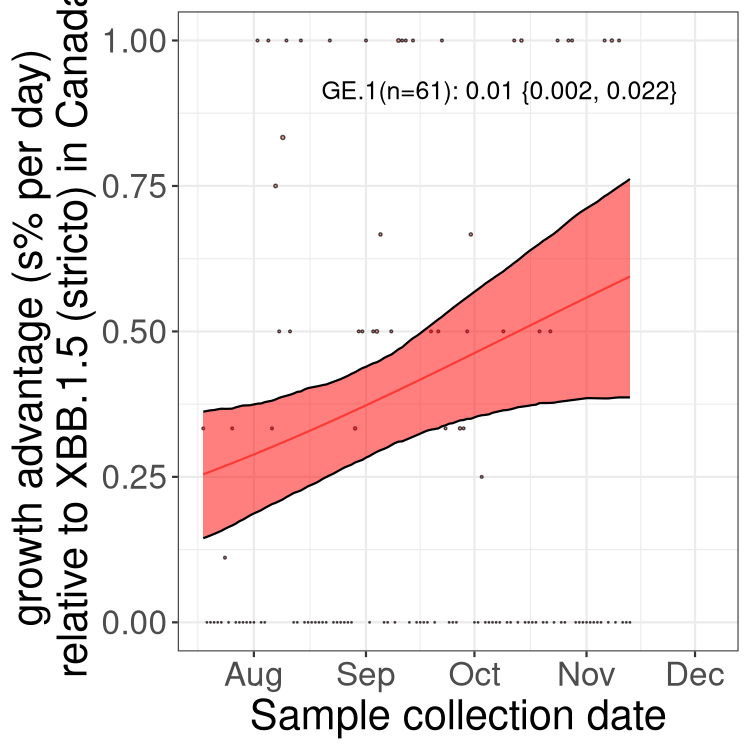 growth advantage (s% per day)
relative to XBB.1.5 (stricto) in Canada
1.00
0.75
0.50
0.25
0.00
GE.1(n=61): 0.01 {0.002, 0.022}
Aug Sep Oct Nov Dec
Sample collection date